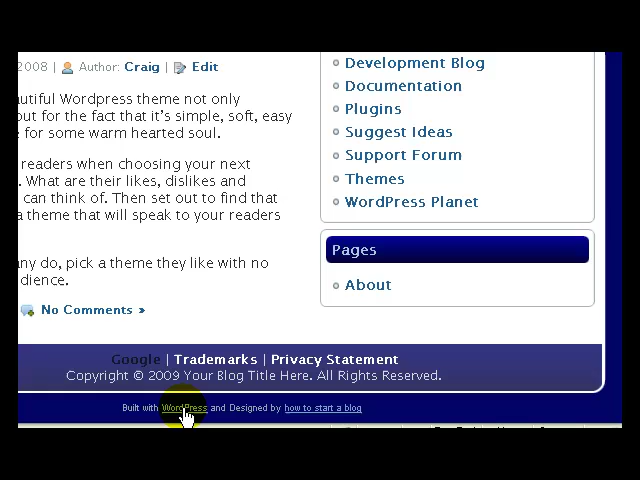 2008 | Author: Craig | Edit
utiful Wordpress theme not only
out for the fact that it's simple, soft, easy
for some warm hearted soul.
readers when choosing your next
. What are their likes, dislikes and
can think of. Then set out to find that
a theme that will speak to your readers
any do, pick a theme they like with no
dience.
No Comments »
Development Blog
Documentation
Plugins
Suggest Ideas
Support Forum
Themes
WordPress Planet
Pages
About
Google | Trademarks | Privacy Statement
Copyright © 2009 Your Blog Title Here. All Rights Reserved.
Built with WordPress and Designed by how to start a blog